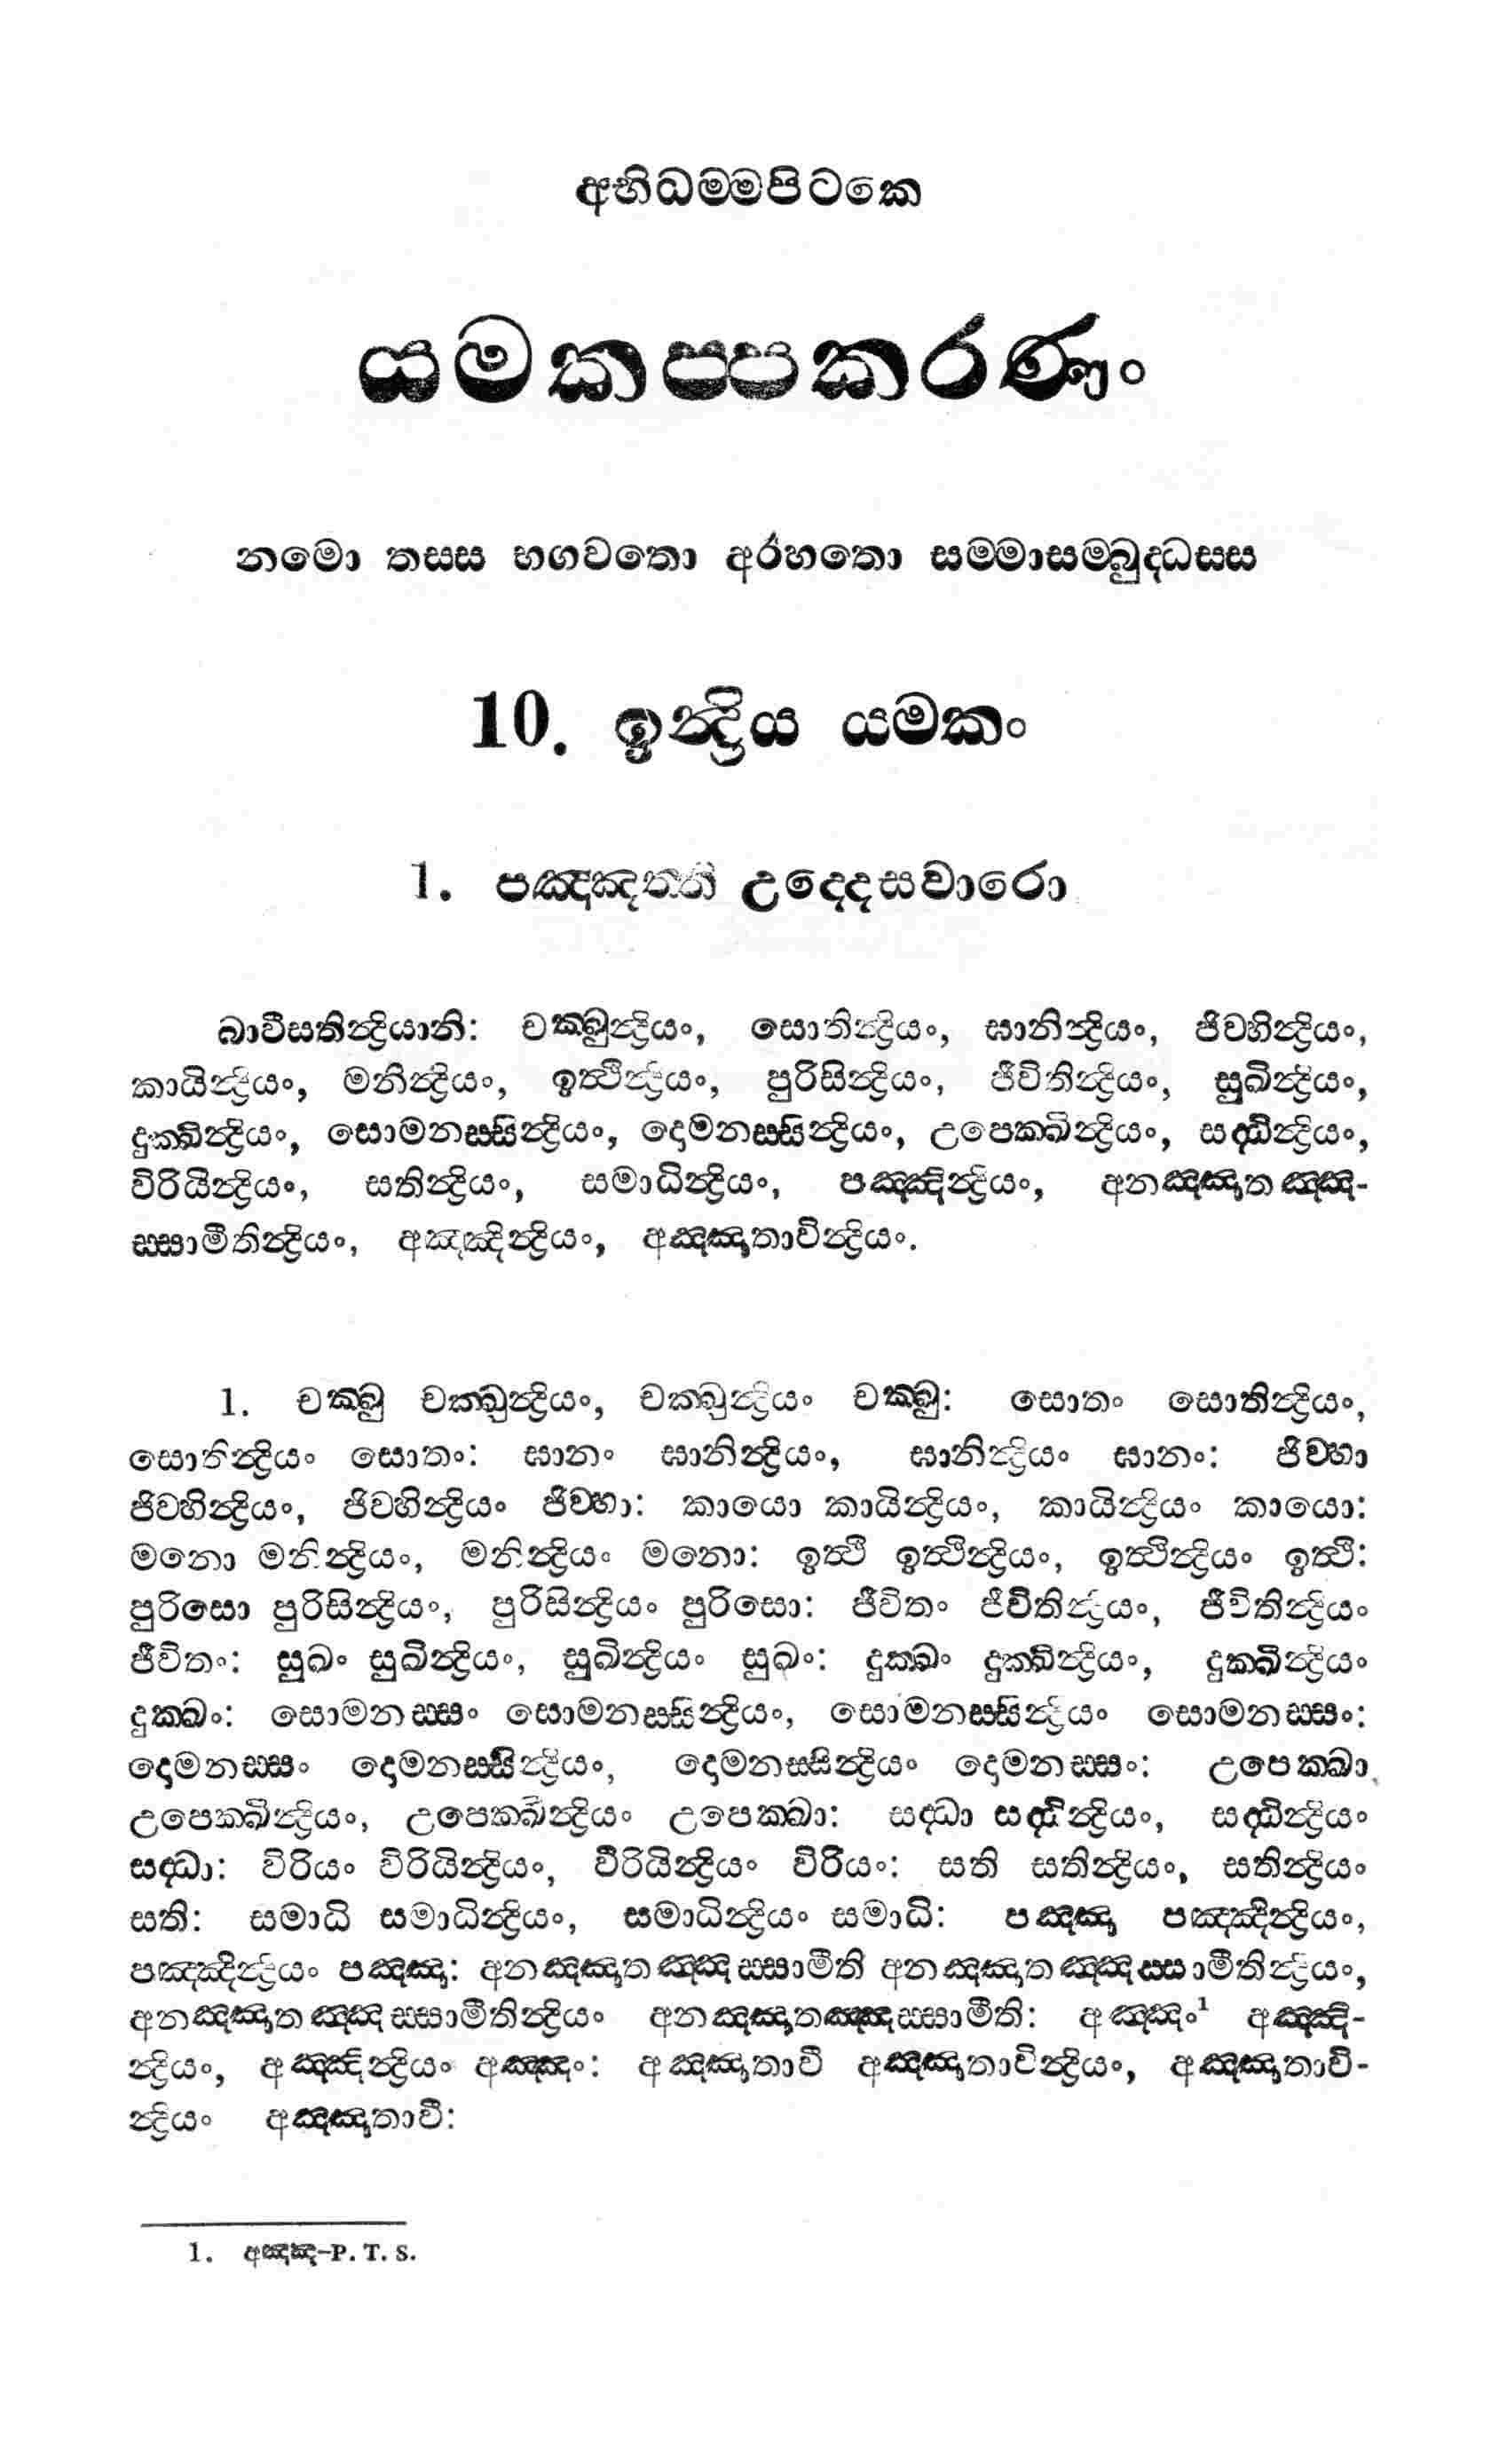 අභිධම්මපිටකෙ
යමකප්පකරණං
නමො තස්ස භගවතො අරහතො සම්මාසම්බුද්ධස්ස
10. ඉන්ද්‍රිය යමකං
1. පඤ්ඤත්ති උද්දෙසවාරො
බාවීසතින්ද්‍රියානි: චක්ඛුන්ද්‍රියං, සොතින්ද්‍රියං, ඝානින්ද්‍රියං, ජිව්හින්ද්‍රියං,
කායින්ද්‍රියං, මනින්ද්‍රියං, ඉත්ථින්ද්‍රියං, පුරිසින්ද්‍රියං, ජීවිතින්ද්‍රියං, සුඛින්ද්‍රියං,
දුක්ඛින්ද්‍රියං, සොමනස්සින්ද්‍රියං, දොමනස්සින්ද්‍රියං, උපෙක්ඛින්ද්‍රියං, සද්ධින්ද්‍රියං,
විරියින්ද්‍රියං, සතින්ද්‍රියං, සමාධින්ද්‍රියං, පඤ්ඤින්ද්‍රියං, අනඤ්ඤාතඤ්ඤ-
ස්සාමීතින්ද්‍රියං, අඤ්ඤින්ද්‍රියං, අඤ්ඤාතාවින්ද්‍රියං.
1. චක්ඛු චක්ඛුන්ද්‍රියං, චක්ඛුන්ද්‍රියං චක්ඛු: සොතං සොතින්ද්‍රියං,
සොතින්ද්‍රියං සොතං: ඝානං ඝානින්ද්‍රියං, ඝානින්ද්‍රියං ඝානං: ජිව්හා
ජිව්හින්ද්‍රියං, ජිව්හින්ද්‍රියං ජිව්හා: කායො කායින්ද්‍රියං, කායින්ද්‍රියං කායො:
මනො මනින්ද්‍රියං, මනින්ද්‍රියං මනො: ඉත්ථි ඉත්ථින්ද්‍රියං, ඉත්ථින්ද්‍රියං ඉත්ථි:
පුරිසො පුරිසින්ද්‍රියං, පුරිසින්ද්‍රියං පුරිසො: ජීවිතං ජීවිතින්ද්‍රියං, ජීවිතින්ද්‍රියං
ජීවිතං: සුඛං සුඛින්ද්‍රියං, සුඛින්ද්‍රියං සුඛං: දුක්ඛං දුක්ඛින්ද්‍රියං, දුක්ඛින්ද්‍රියං
දුක්ඛං: සොමනස්සං සොමනස්සින්ද්‍රියං, සොමනස්සින්ද්‍රියං සොමනස්සං:
දොමනස්සං දොමනස්සින්ද්‍රියං, දොමනස්සින්ද්‍රියං දොමනස්සං: උපෙක්ඛා
උපෙක්ඛින්ද්‍රියං, උපෙක්ඛින්ද්‍රියං උපෙක්ඛා: සද්ධා සද්ධින්ද්‍රියං, සද්ධින්ද්‍රියං
සද්ධා: විරියං විරියින්ද්‍රියං, විරියින්ද්‍රියං විරියං: සති සතින්ද්‍රියං, සතින්ද්‍රියං
සති: සමාධි සමාධින්ද්‍රියං, සමාධින්ද්‍රියං සමාධි: පඤ්ඤා පඤ්ඤින්ද්‍රියං,
පඤ්ඤින්ද්‍රියං පඤ්ඤා: අනඤ්ඤාතඤ්ඤස්සාමීති අනඤ්ඤාතඤ්ඤස්සාමීතින්ද්‍රියං,
අනඤ්ඤාතඤ්ඤස්සාමීතින්ද්‍රියං අනඤ්ඤාතඤ්ඤස්සාමීති: අඤ්ඤං¹ අඤ්ඤි-
න්ද්‍රියං, අඤ්ඤින්ද්‍රියං අඤ්ඤං: අඤ්ඤාතාවී අඤ්ඤාතාවින්ද්‍රියං, අඤ්ඤාතාවි-
න්ද්‍රියං අඤ්ඤාතාවී:
1. අඤ්ඤ-P. T. S.